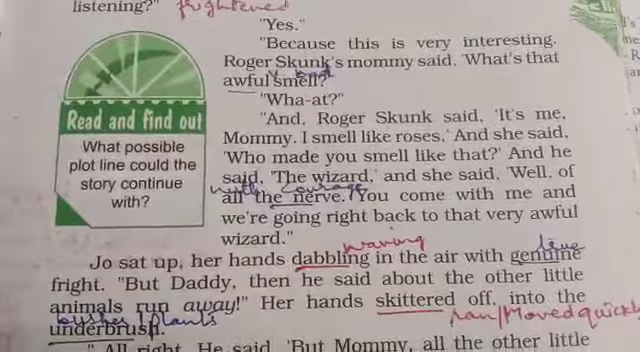 listening?" frightened
"Yes."
"Because this is very interesting.
Roger Skunk's mommy said. 'What's that
v. bad
awful smell?'
"Wha-at?"
"And, Roger Skunk said, 'It's me,
Mommy. I smell like roses.' And she said,
'Who made you smell like that?' And he
said, 'The wizard,' and she said, 'Well, of
with courage
all the nerve. You come with me and
we're going right back to that very awful
wizard."
Read and find out
What possible
plot line could the
story continue
with?
waving
true
Jo sat up, her hands dabbling in the air with genuine
fright. "But Daddy, then he said about the other little
animals run away!" Her hands skittered off, into the
bushes/plants
ran/Moved quickly
underbrush.
"All right. He said 'But Mommy, all the other little